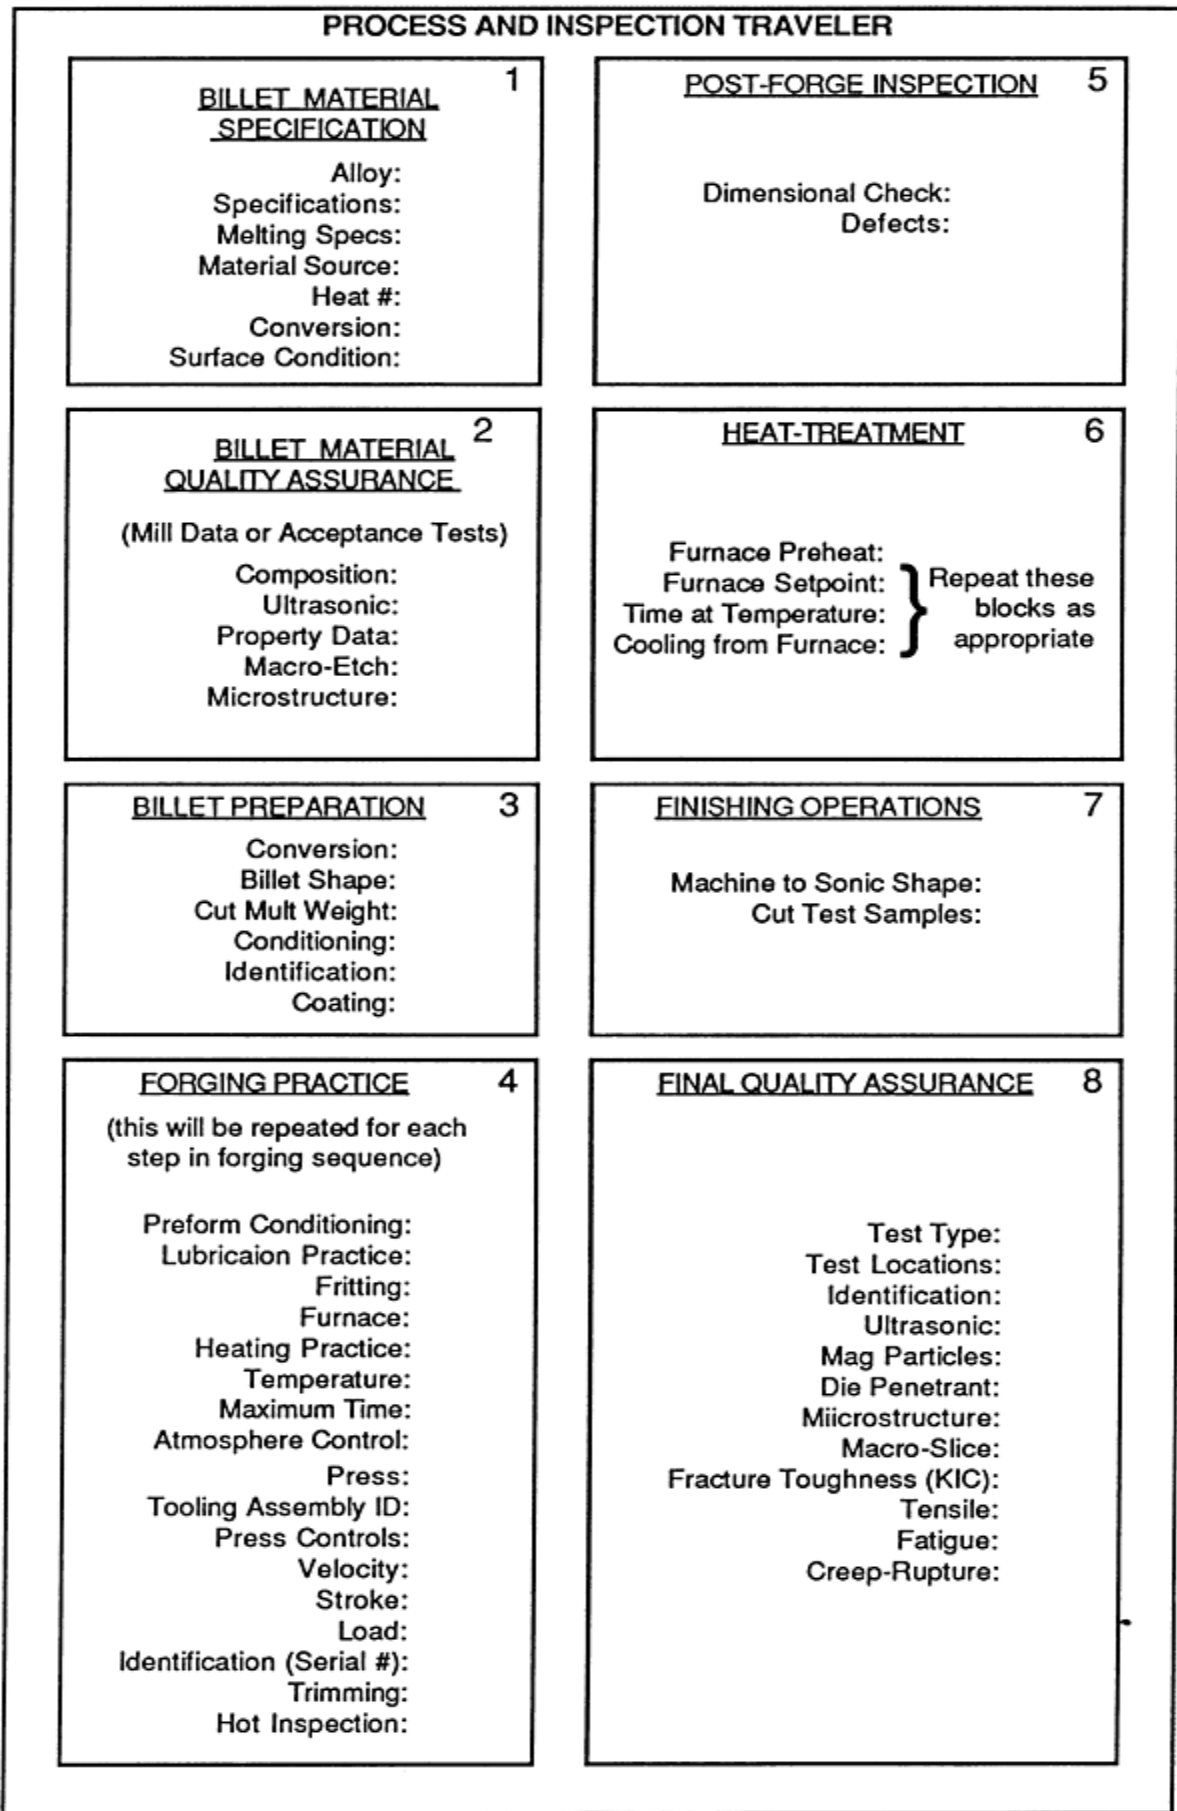 PROCESS AND INSPECTION TRAVELER
1
BILLET MATERIAL
SPECIFICATION
Alloy:
Specifications:
Melting Specs:
Material Source:
Heat #:
Conversion:
Surface Condition:
2
BILLET MATERIAL
QUALITY ASSURANCE
(Mill Data or Acceptance Tests)
Composition:
Ultrasonic:
Property Data:
Macro-Etch:
Microstructure:
BILLET PREPARATION 3
Conversion:
Billet Shape:
Cut Mult Weight:
Conditioning:
Identification:
Coating:
FORGING PRACTICE 4
(this will be repeated for each
step in forging sequence)
Preform Conditioning:
Lubricaion Practice:
Fritting:
Furnace:
Heating Practice:
Temperature:
Maximum Time:
Atmosphere Control:
Press:
Tooling Assembly ID:
Press Controls:
Velocity:
Stroke:
Load:
Identification (Serial #):
Trimming:
Hot Inspection:
POST-FORGE INSPECTION 5
Dimensional Check:
Defects:
HEAT-TREATMENT 6
Furnace Preheat:
Furnace Setpoint:
Time at Temperature:
Cooling from Furnace:
Repeat these
blocks as
appropriate
FINISHING OPERATIONS 7
Machine to Sonic Shape:
Cut Test Samples:
FINAL QUALITY ASSURANCE 8
Test Type:
Test Locations:
Identification:
Ultrasonic:
Mag Particles:
Die Penetrant:
Miicrostructure:
Macro-Slice:
Fracture Toughness (KIC):
Tensile:
Fatigue:
Creep-Rupture: